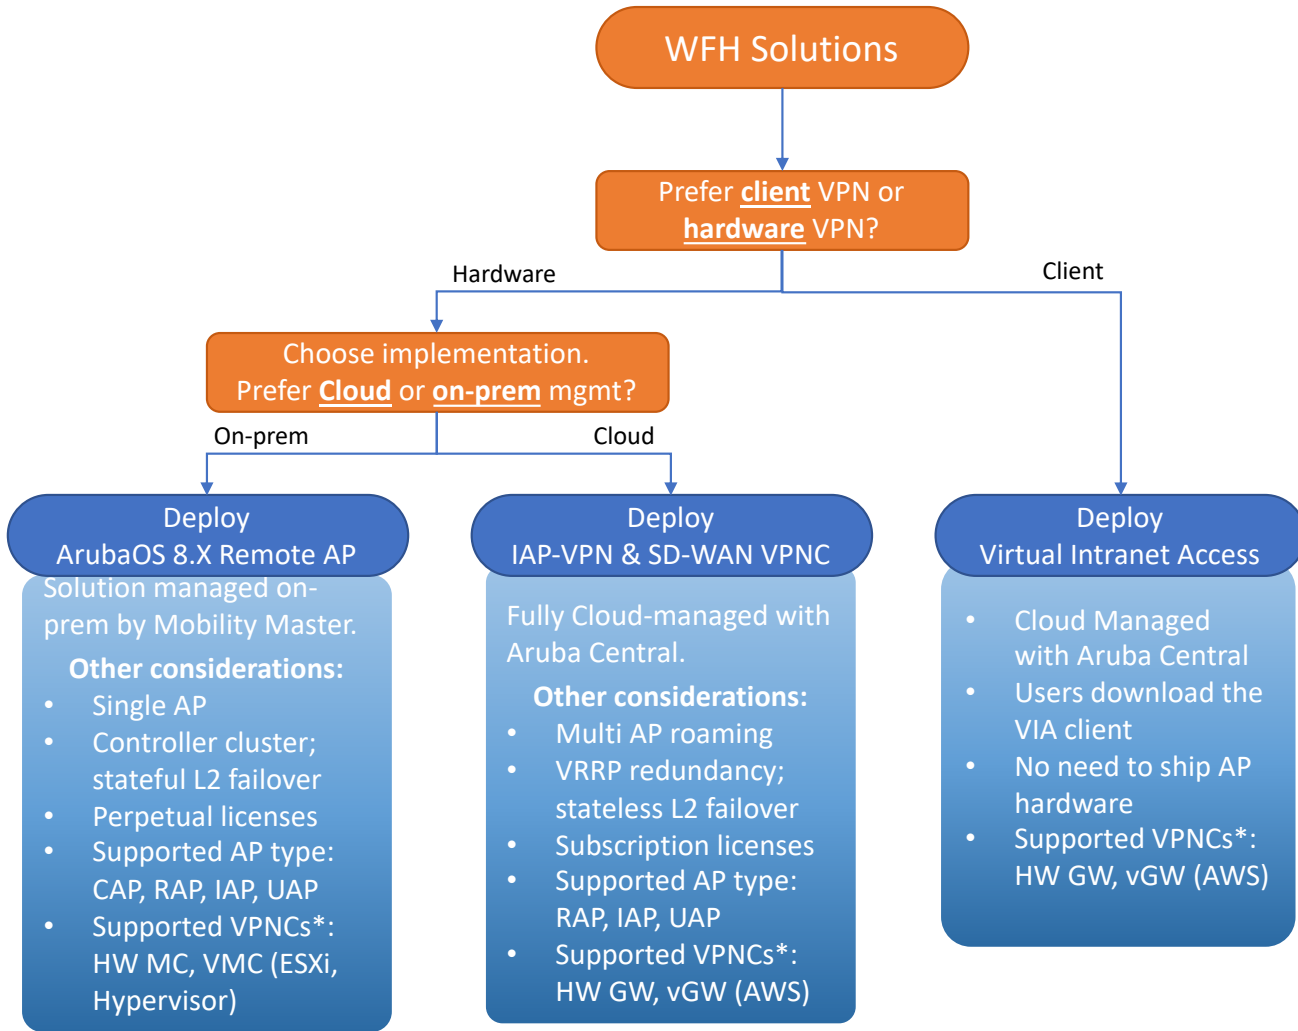 WFH Solutions
Prefer client VPN or
hardware VPN?
Hardware
Client
Choose implementation.
Prefer Cloud or on-prem mgmt?
On-prem
Cloud
Deploy
ArubaOS 8.X Remote AP
Solution managed on-
prem by Mobility Master.
Other considerations:
• Single AP
• Controller cluster;
stateful L2 failover
• Perpetual licenses
• Supported AP type:
CAP, RAP, IAP, UAP
• Supported VPNCs*:
HW MC, VMC (ESXi,
Hypervisor)
Deploy
IAP-VPN & SD-WAN VPNC
Fully Cloud-managed with
Aruba Central.
Other considerations:
• Multi AP roaming
• VRRP redundancy;
stateless L2 failover
• Subscription licenses
• Supported AP type:
RAP, IAP, UAP
• Supported VPNCs*:
HW GW, vGW (AWS)
Deploy
Virtual Intranet Access
• Cloud Managed
with Aruba Central
• Users download the
VIA client
• No need to ship AP
hardware
• Supported VPNCs*:
HW GW, vGW (AWS)